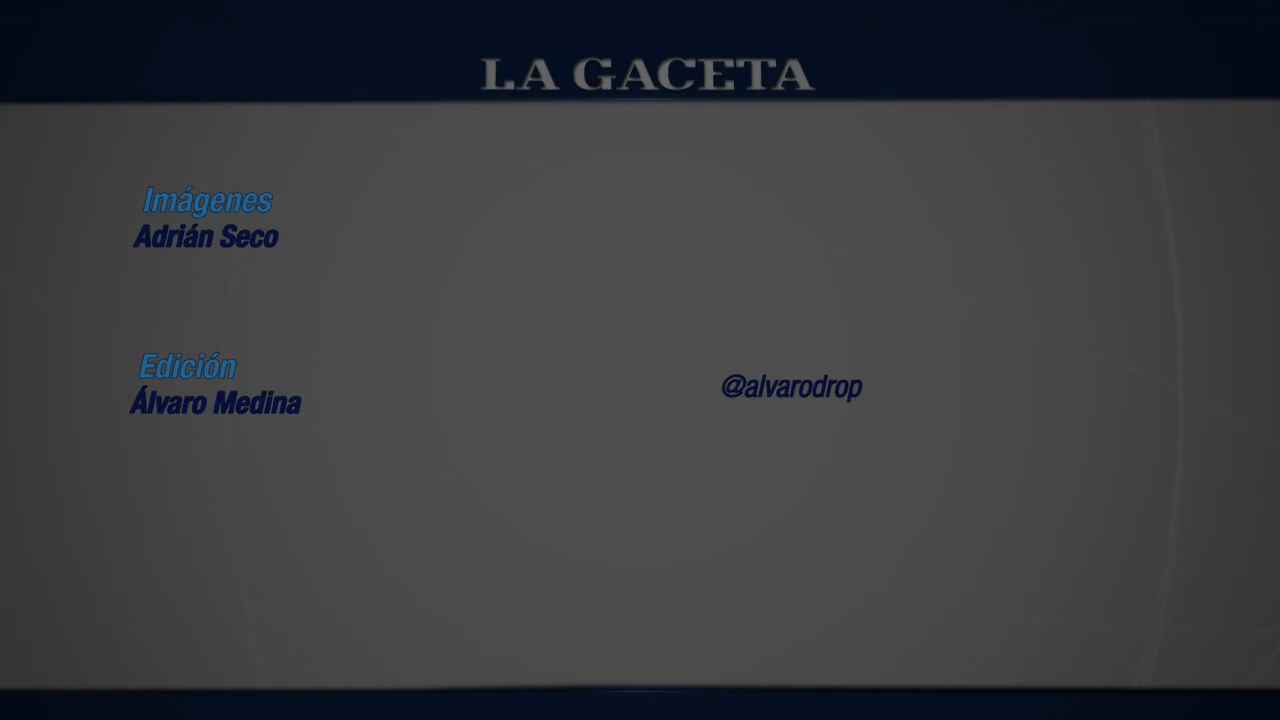 LA GACETA
Imágenes
Adrián Seco
Edición
Álvaro Medina
@alvarodrop